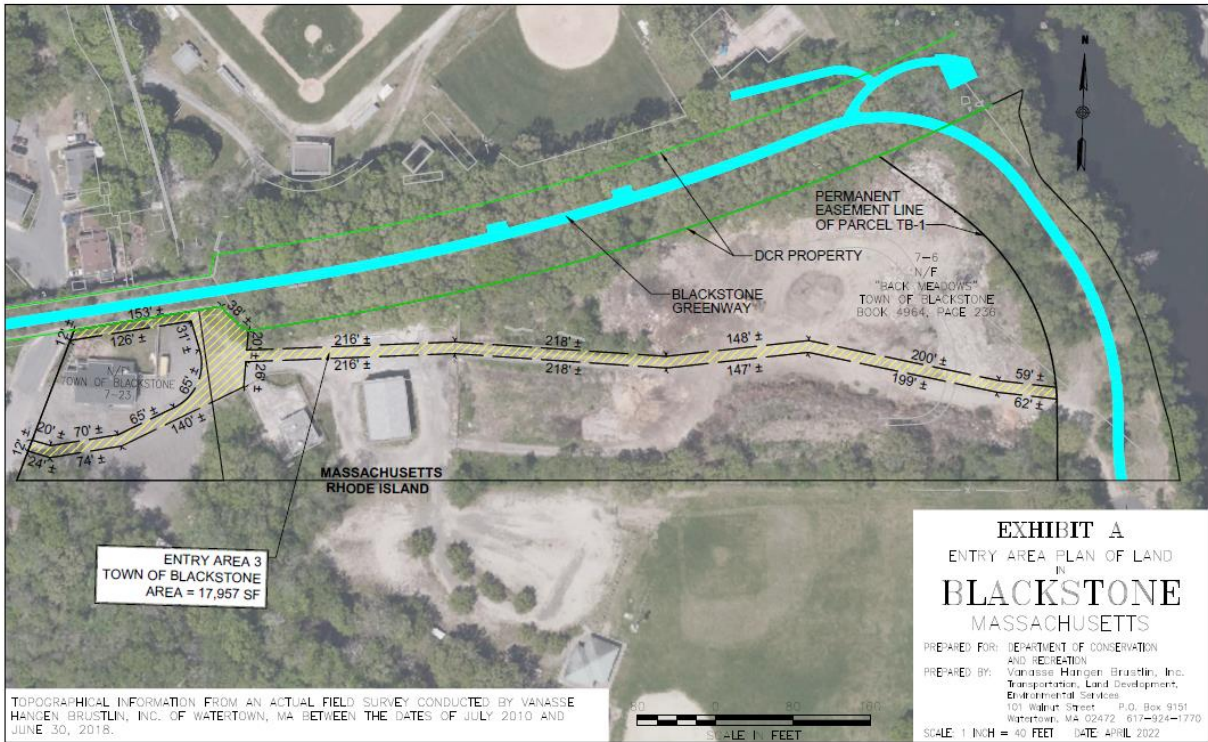 N
PERMANENT
EASEMENT LINE
OF PARCEL TB-1
DCR PROPERTY
7-6
N/F
"BACK MEADOWS"
TOWN OF BLACKSTONE
BOOK 4964, PAGE 236
BLACKSTONE
GREENWAY
153' ±
38' ±
12' ±
126' ±
31' ±
20' ±
26' ±
216' ±
216' ±
218' ±
218' ±
148' ±
147' ±
200' ±
199' ±
59' ±
62' ±
TOWN OF BLACKSTONE
7-23
65' ±
65' ±
140' ±
20' ±
70' ±
12' ±
24' ±
74' ±
MASSACHUSETTS
RHODE ISLAND
ENTRY AREA 3
TOWN OF BLACKSTONE
AREA = 17,957 SF
EXHIBIT A
ENTRY AREA PLAN OF LAND
IN
BLACKSTONE
MASSACHUSETTS
PREPARED FOR: DEPARTMENT OF CONSERVATION
AND RECREATION
PREPARED BY: Vanasse Hangen Brustlin, Inc.
Transportation, Land Development,
Environmental Services
101 Walnut Street P.O. Box 9151
Watertown, MA 02472 617-924-1770
SCALE: 1 INCH = 40 FEET DATE: APRIL 2022
TOPOGRAPHICAL INFORMATION FROM AN ACTUAL FIELD SURVEY CONDUCTED BY VANASSE
HANGEN BRUSTLIN, INC. OF WATERTOWN, MA BETWEEN THE DATES OF JULY 2010 AND
JUNE 30, 2018.
80 0 80 160
SCALE IN FEET